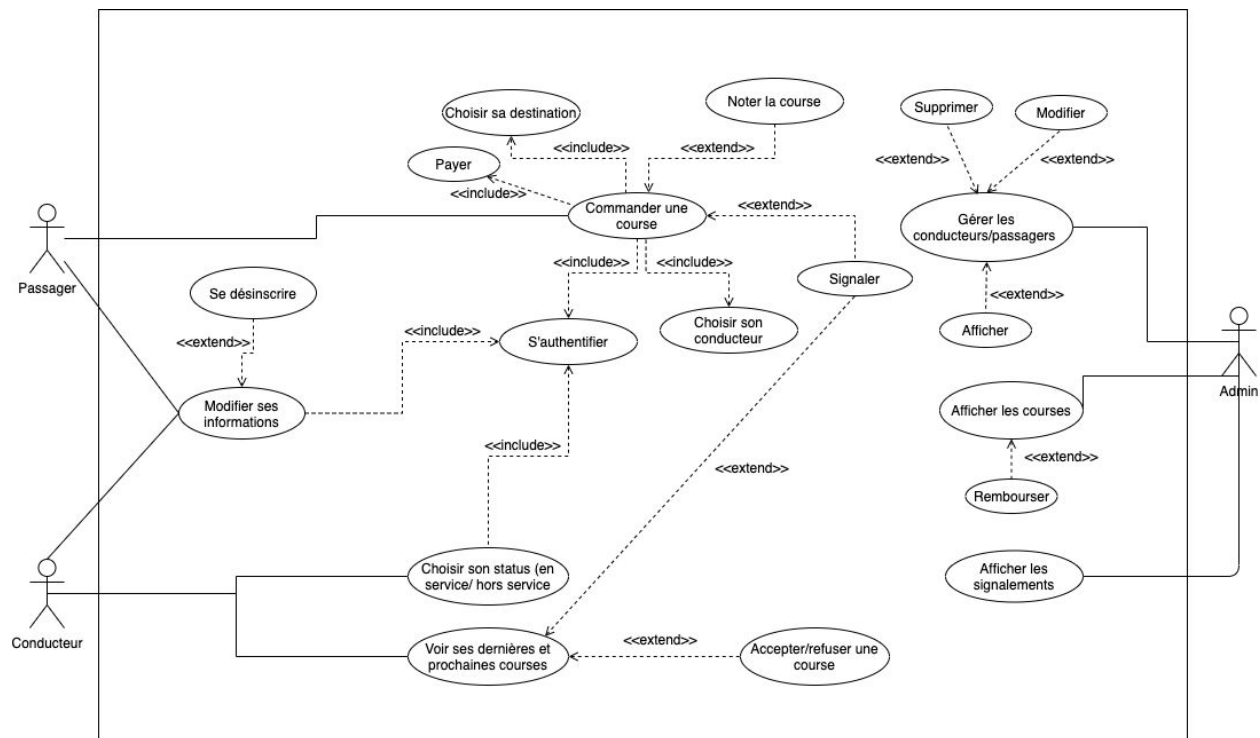 Noter la course
Supprimer
Modifier
Choisir sa destination
<<include>>
<<extend>>
<<extend>>
<<extend>>
Payer
<<include>>
Commander une
course
<<extend>>
Gérer les
conducteurs/passagers
<<include>>
<<include>>
Signaler
Passager
Se désinscrire
<<extend>>
Choisir son
conducteur
Afficher
<<include>>
S'authentifier
<<extend>>
Modifier ses
informations
Admin
Afficher les courses
<<include>>
<<extend>>
<<extend>>
Rembourser
Choisir son status (en
service/ hors service
Afficher les
signalements
Conducteur
Voir ses dernières et
prochaines courses
<<extend>>
Accepter/refuser une
course